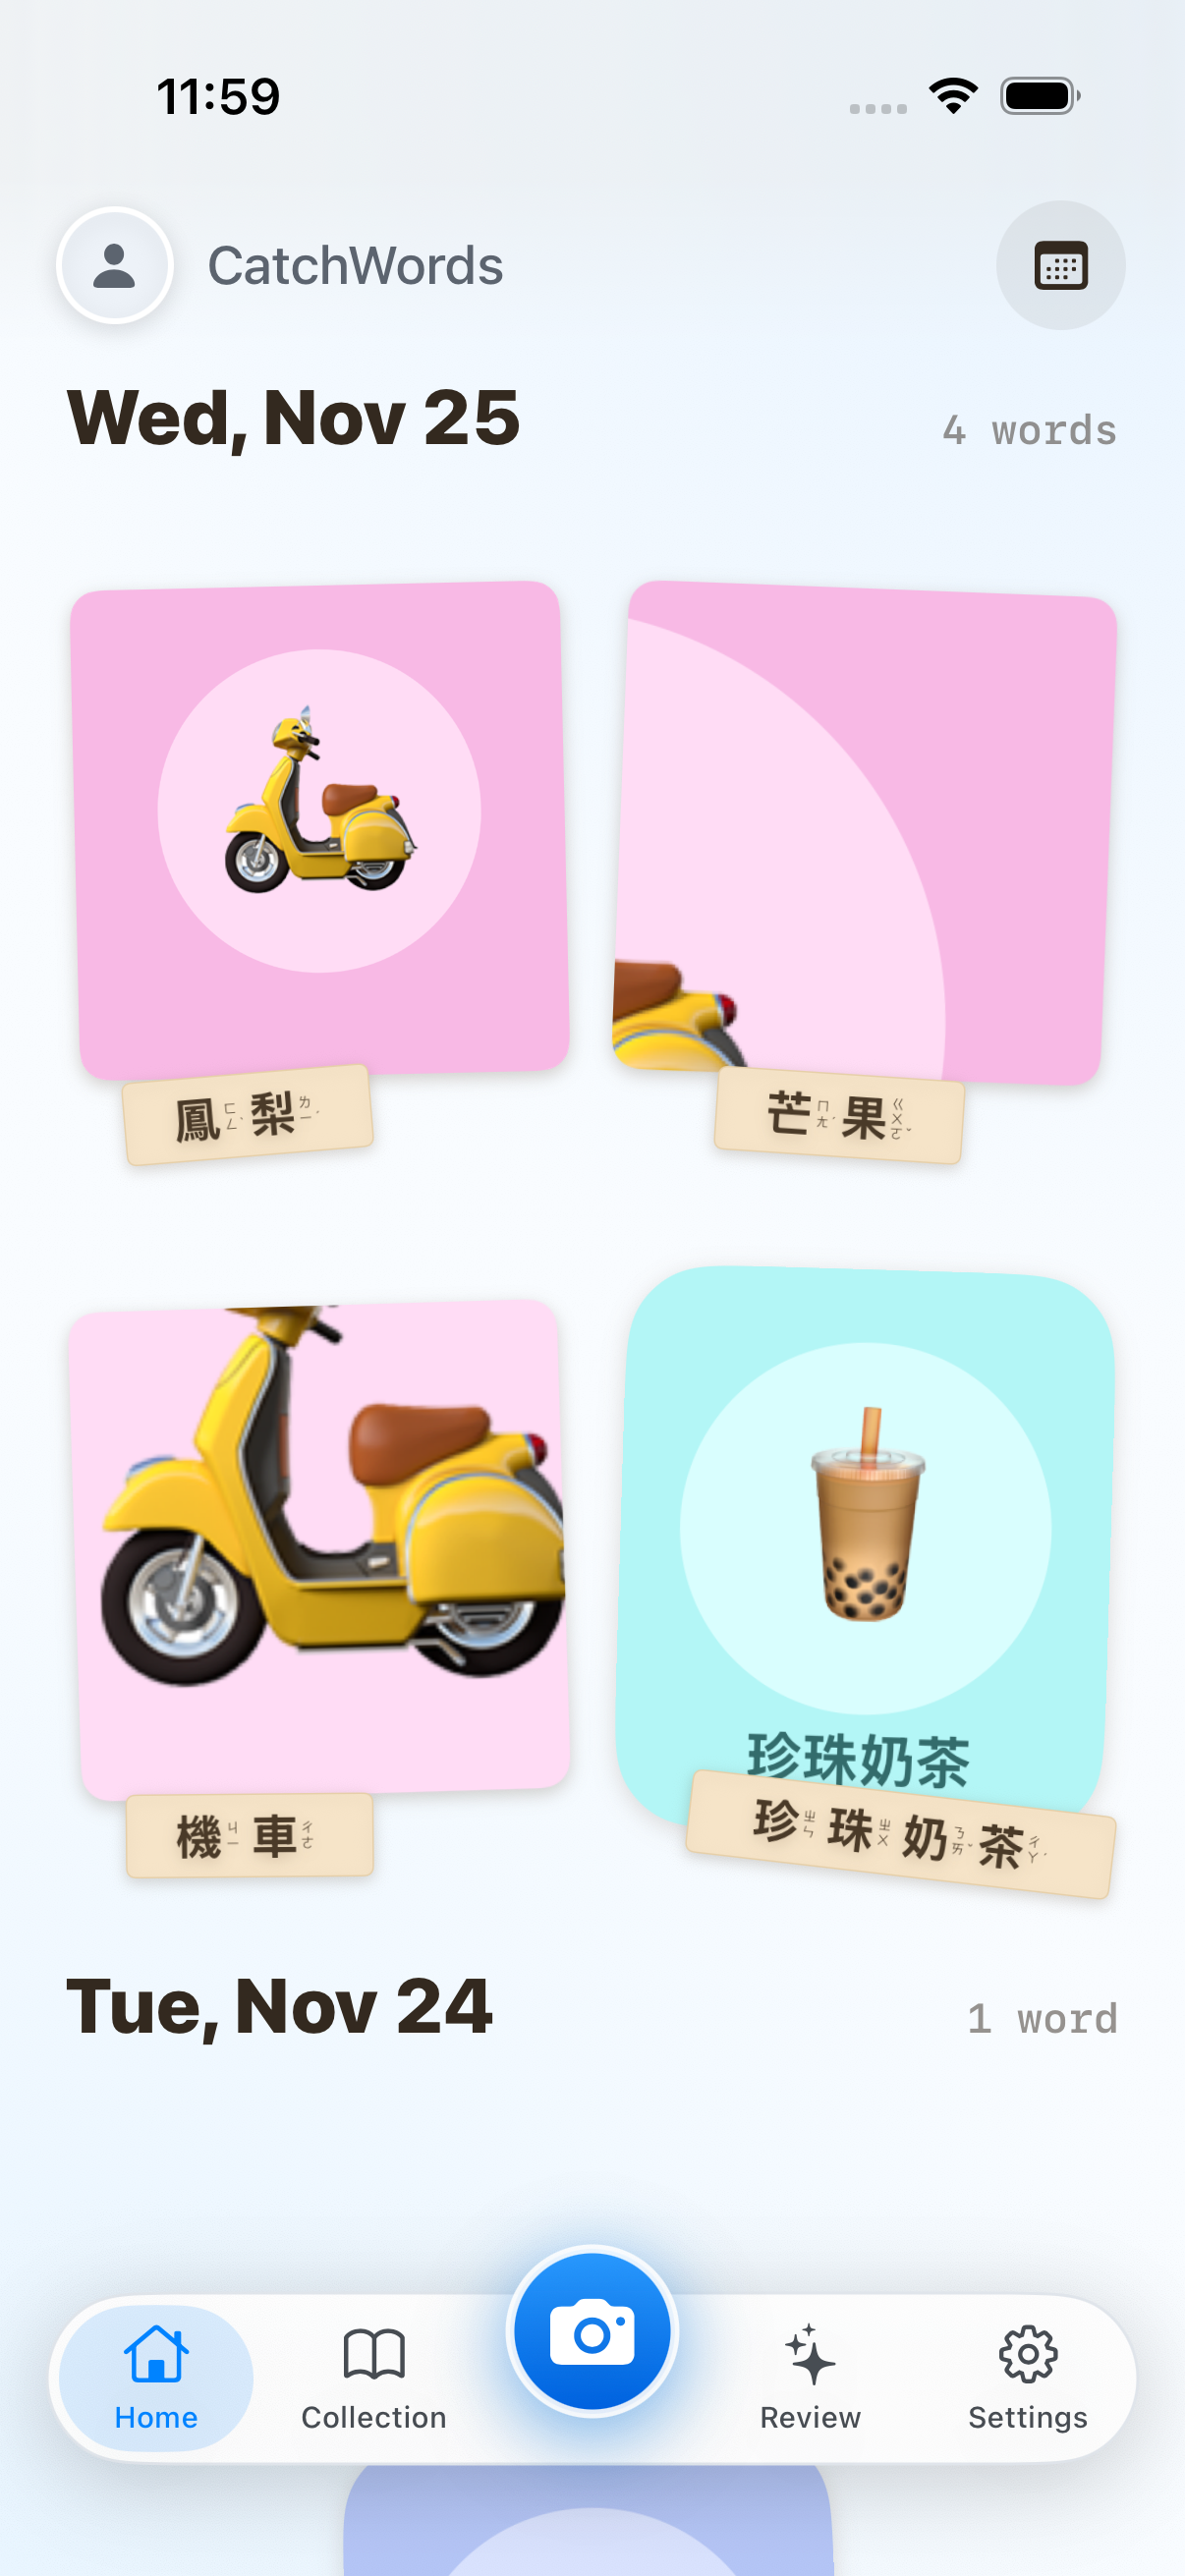 11:59
CatchWords
Wed, Nov 25
4 words
鳳ㄈㄥˋ梨ㄌㄧˊ
芒ㄇㄤˊ果ㄍㄨㄛˇ
機ㄐㄧ車ㄔㄜ
珍珠奶茶
珍ㄓㄣ珠ㄓㄨ奶ㄋㄞˇ茶ㄔㄚˊ
Tue, Nov 24
1 word
Home
Collection
Review
Settings